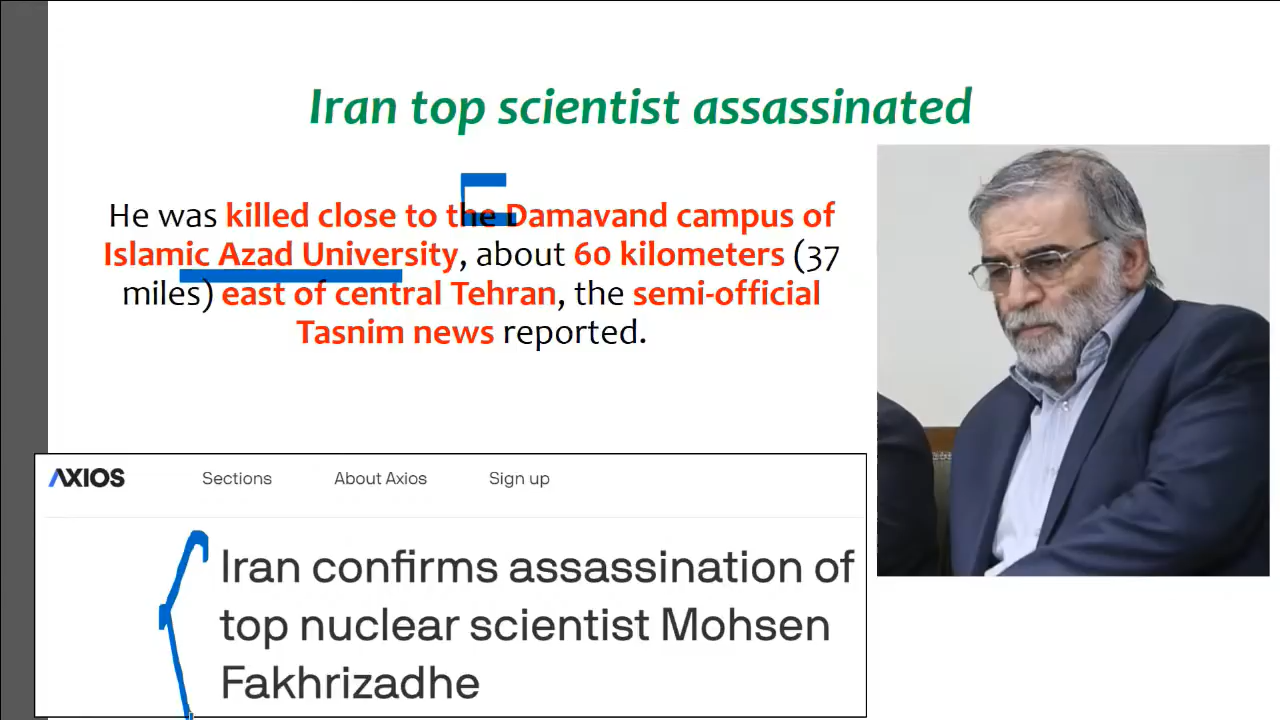 Iran top scientist assassinated
He was killed close to the Damavand campus of
Islamic Azad University, about 60 kilometers (37
miles) east of central Tehran, the semi-official
Tasnim news reported.
AXIOS Sections About Axios Sign up
Iran confirms assassination of
top nuclear scientist Mohsen
Fakhrizadhe